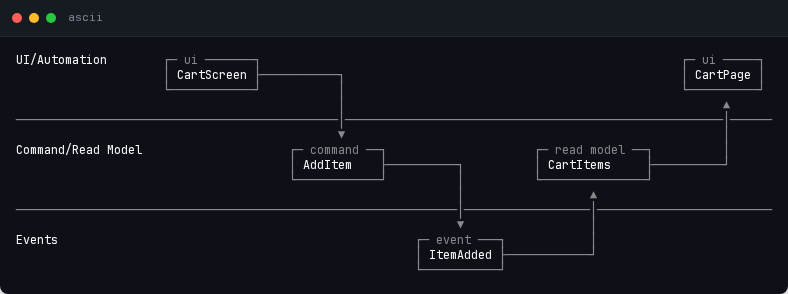 ascii
UI/Automation
ui
CartScreen
ui
CartPage
Command/Read Model
command
AddItem
read model
CartItems
Events
event
ItemAdded